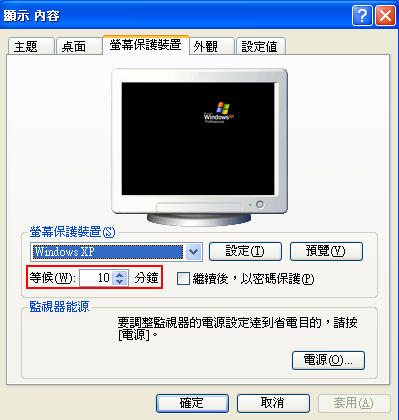 顯示 內容
主題 桌面 螢幕保護裝置 外觀 設定值
Windows XP
Professional
螢幕保護裝置(S)
Windows XP 設定(T) 預覽(V)
等候(W): 10 分鐘 繼續後，以密碼保護(P)
監視器能源
要調整監視器的電源設定達到省電目的，請按
[電源]。
電源(O)...
確定 取消 套用(A)